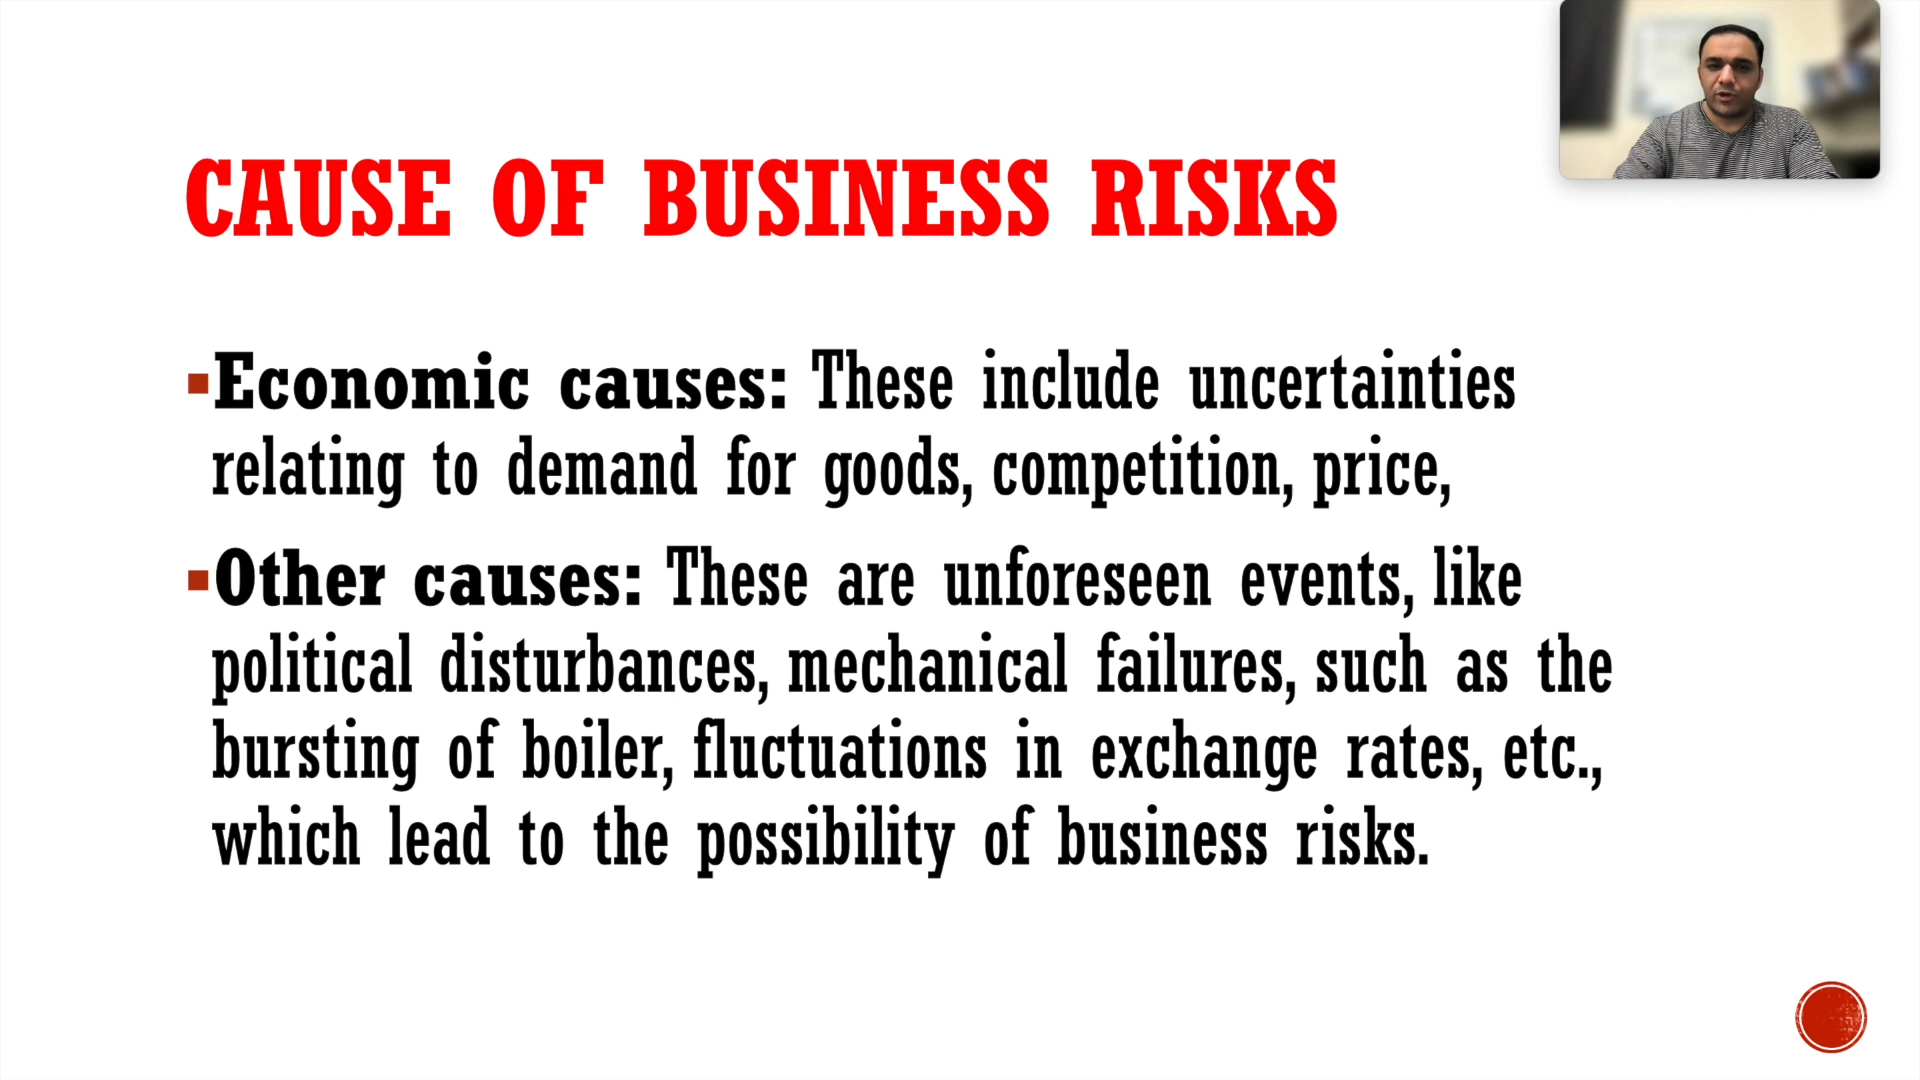 CAUSE OF BUSINESS RISKS
▪Economic causes: These include uncertainties
relating to demand for goods, competition, price,
▪Other causes: These are unforeseen events, like
political disturbances, mechanical failures, such as the
bursting of boiler, fluctuations in exchange rates, etc.,
which lead to the possibility of business risks.